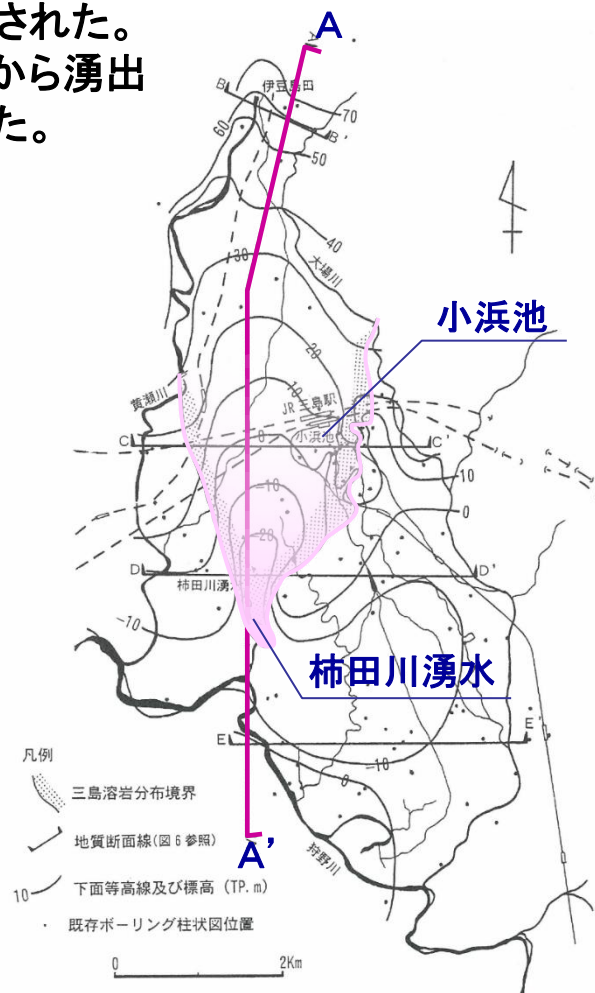 された。
から湧出
た。
A
A
B
伊豆島田
70
B'
60
50
40
30
大場川
小浜池
20
黄瀬川
10
JR 三島駅
小浜池
C
0
C'
10
-10
0
-20
D
D'
柿田川湧水
-10
柿田川湧水
E
E'
凡例
-10
0
三島溶岩分布境界
地質断面線(図6参照)
A'
狩野川
10
下面等高線及び標高 (TP.m)
既存ボーリング柱状図位置
0
2Km